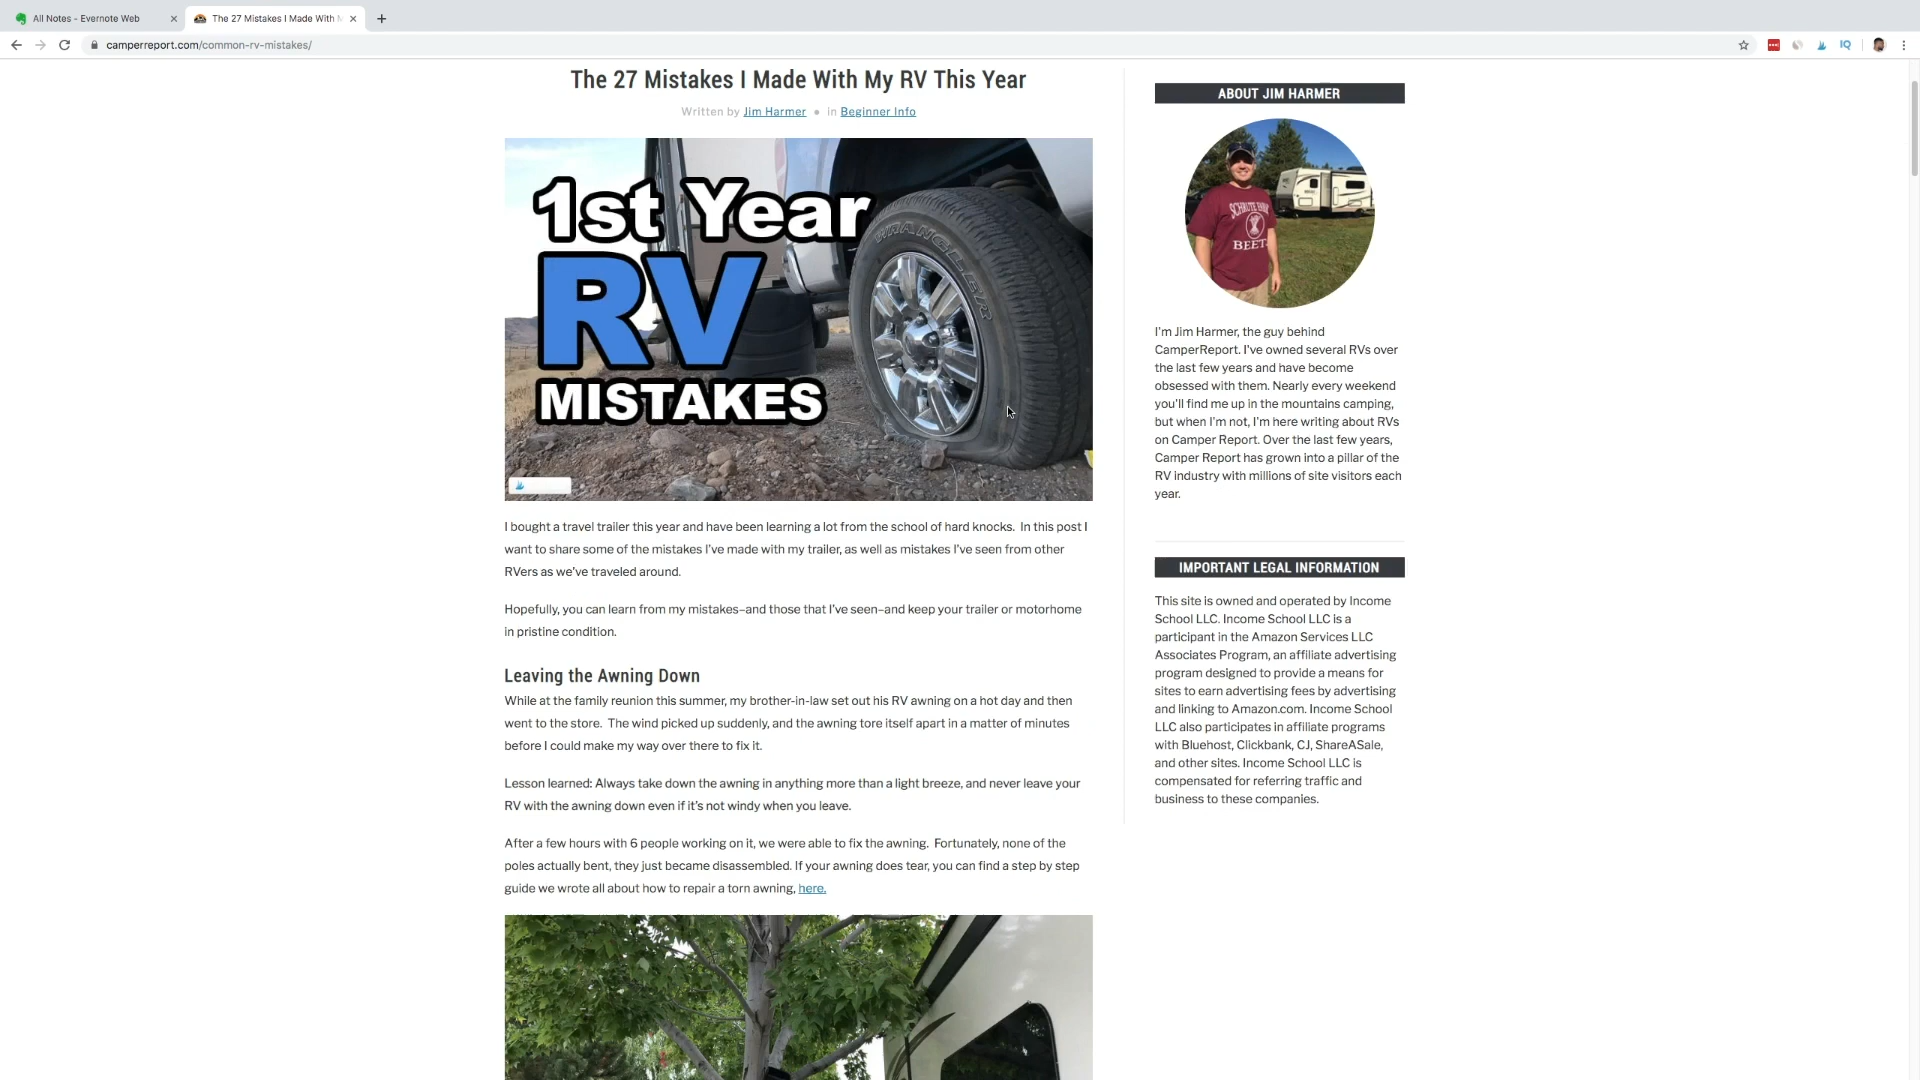 All Notes - Evernote Web
The 27 Mistakes I Made With M
camperreport.com/common-rv-mistakes/
IQ
The 27 Mistakes I Made With My RV This Year
Written by Jim Harmer • in Beginner Info
1st Year
RV
MISTAKES
WRANGLER
I bought a travel trailer this year and have been learning a lot from the school of hard knocks. In this post I
want to share some of the mistakes I've made with my trailer, as well as mistakes I've seen from other
RVers as we've traveled around.
Hopefully, you can learn from my mistakes–and those that I've seen–and keep your trailer or motorhome
in pristine condition.
Leaving the Awning Down
While at the family reunion this summer, my brother-in-law set out his RV awning on a hot day and then
went to the store. The wind picked up suddenly, and the awning tore itself apart in a matter of minutes
before I could make my way over there to fix it.
Lesson learned: Always take down the awning in anything more than a light breeze, and never leave your
RV with the awning down even if it's not windy when you leave.
After a few hours with 6 people working on it, we were able to fix the awning. Fortunately, none of the
poles actually bent, they just became disassembled. If your awning does tear, you can find a step by step
guide we wrote all about how to repair a torn awning, here.
ABOUT JIM HARMER
SCHRUTE FARMS
BEETS
I'm Jim Harmer, the guy behind
CamperReport. I've owned several RVs over
the last few years and have become
obsessed with them. Nearly every weekend
you'll find me up in the mountains camping,
but when I'm not, I'm here writing about RVs
on Camper Report. Over the last few years,
Camper Report has grown into a pillar of the
RV industry with millions of site visitors each
year.
IMPORTANT LEGAL INFORMATION
This site is owned and operated by Income
School LLC. Income School LLC is a
participant in the Amazon Services LLC
Associates Program, an affiliate advertising
program designed to provide a means for
sites to earn advertising fees by advertising
and linking to Amazon.com. Income School
LLC also participates in affiliate programs
with Bluehost, Clickbank, CJ, ShareASale,
and other sites. Income School LLC is
compensated for referring traffic and
business to these companies.